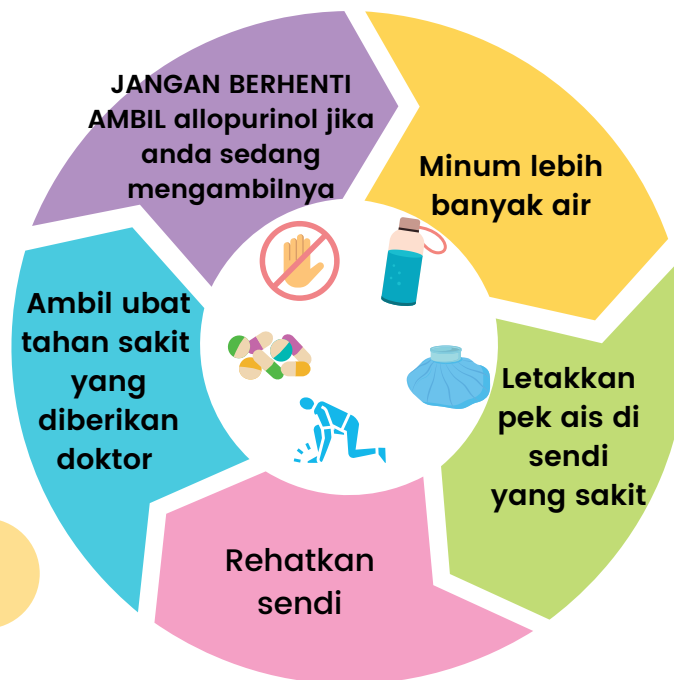 JANGAN BERHENTI
AMBIL allopurinol jika
anda sedang
mengambilnya
Minum lebih
banyak air
Letakkan
pek ais di
sendi
yang sakit
Rehatkan
sendi
Ambil ubat
tahan sakit
yang
diberikan
doktor